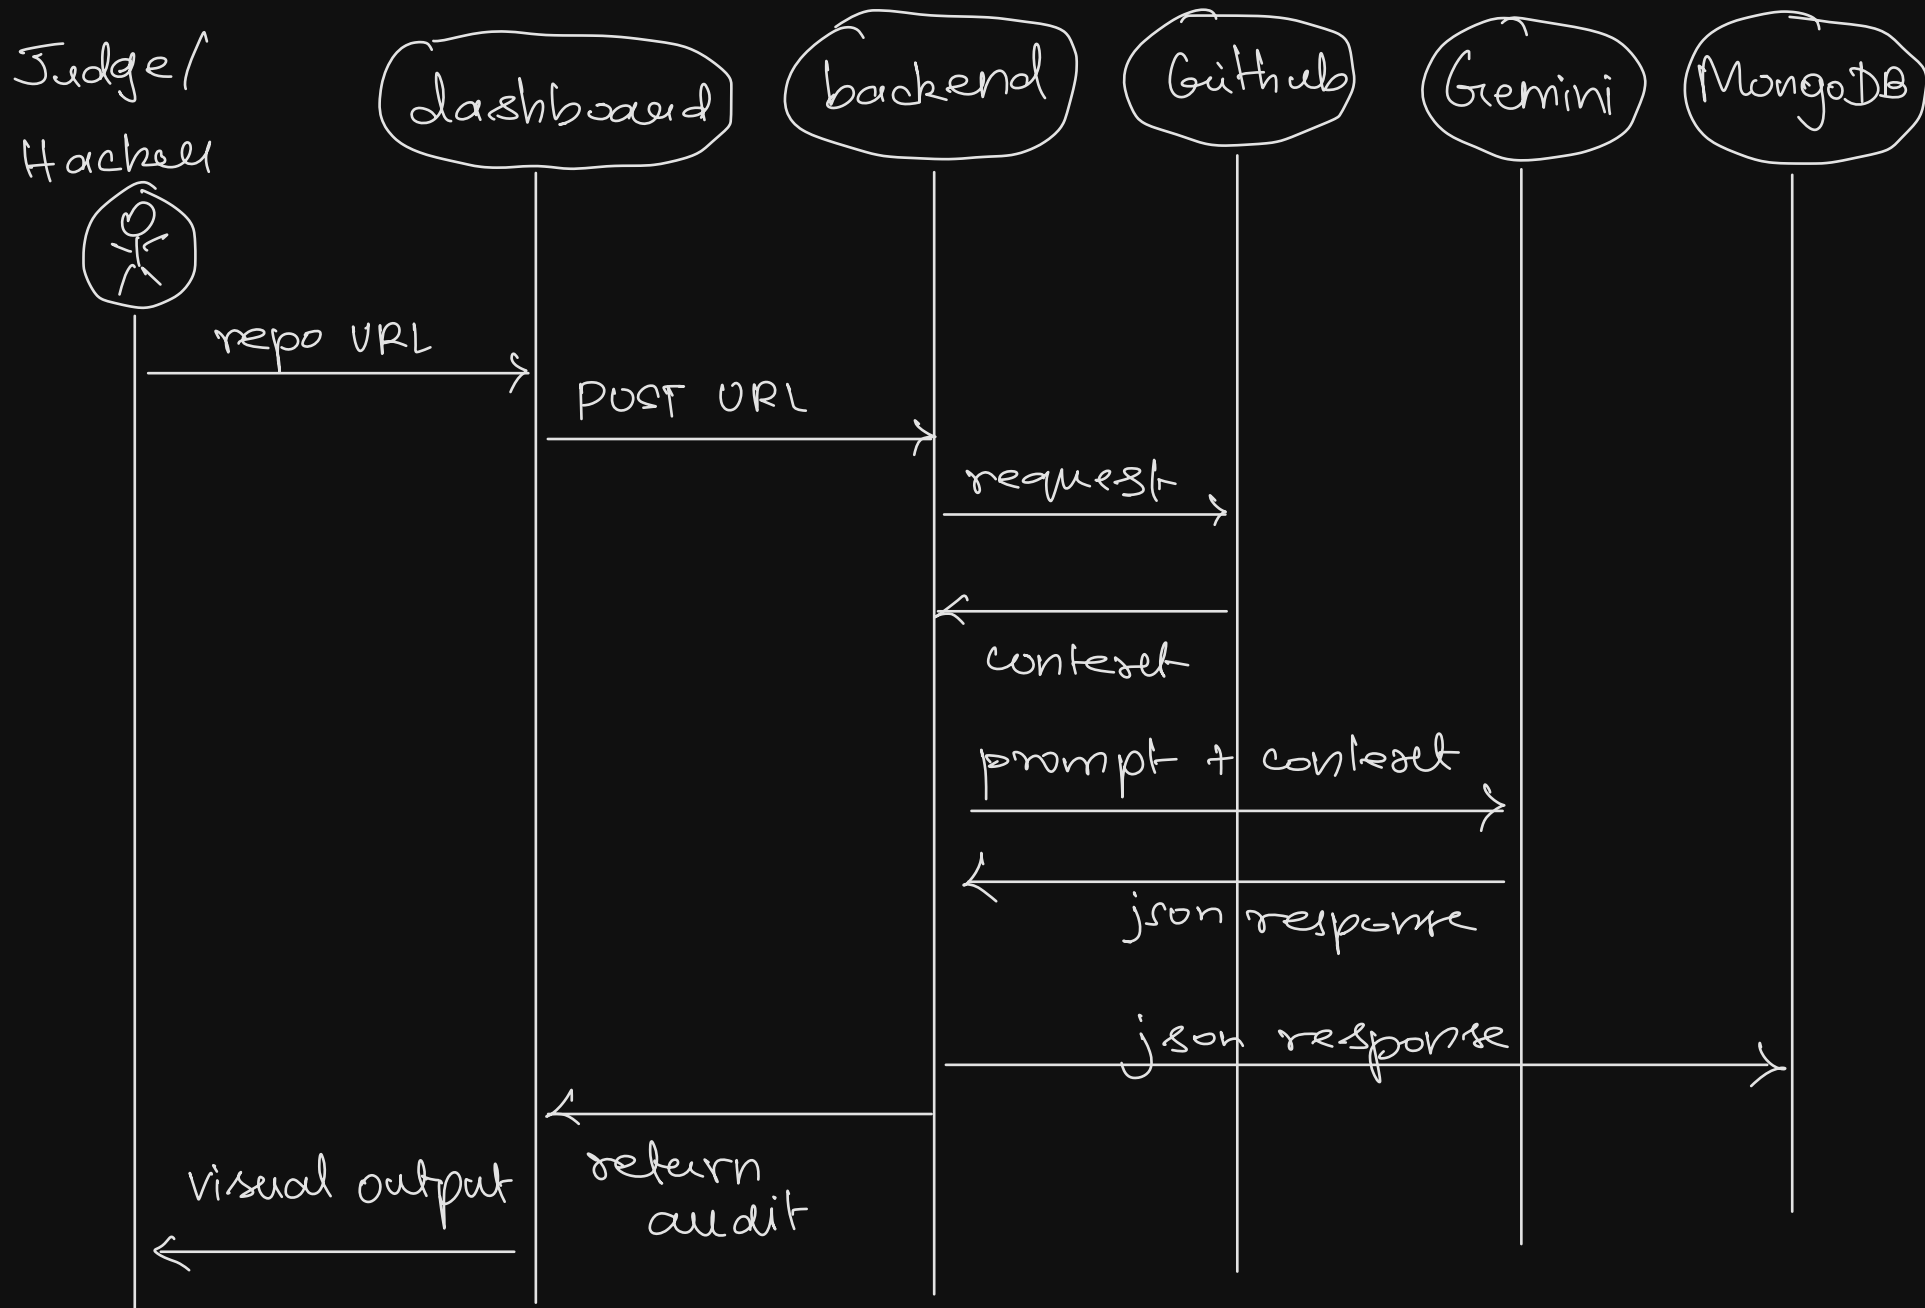 Judge/
Hacker
dashboard
backend
Github
Gemini
MongoDB
repo URL
POST URL
request
context
prompt + context
json response
json response
return
audit
visual output